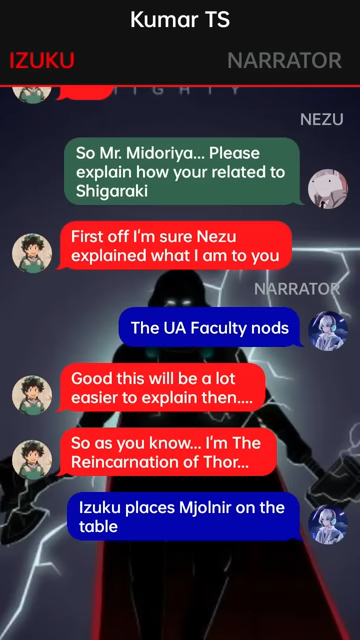 Kumar TS
IZUKU
NARRATOR
NEZU
So Mr. Midoriya... Please
explain how your related to
Shigaraki
First off I'm sure Nezu
explained what I am to you
NARRATOR
The UA Faculty nods
Good this will be a lot
easier to explain then....
So as you know... I'm The
Reincarnation of Thor...
Izuku places Mjolnir on the
table